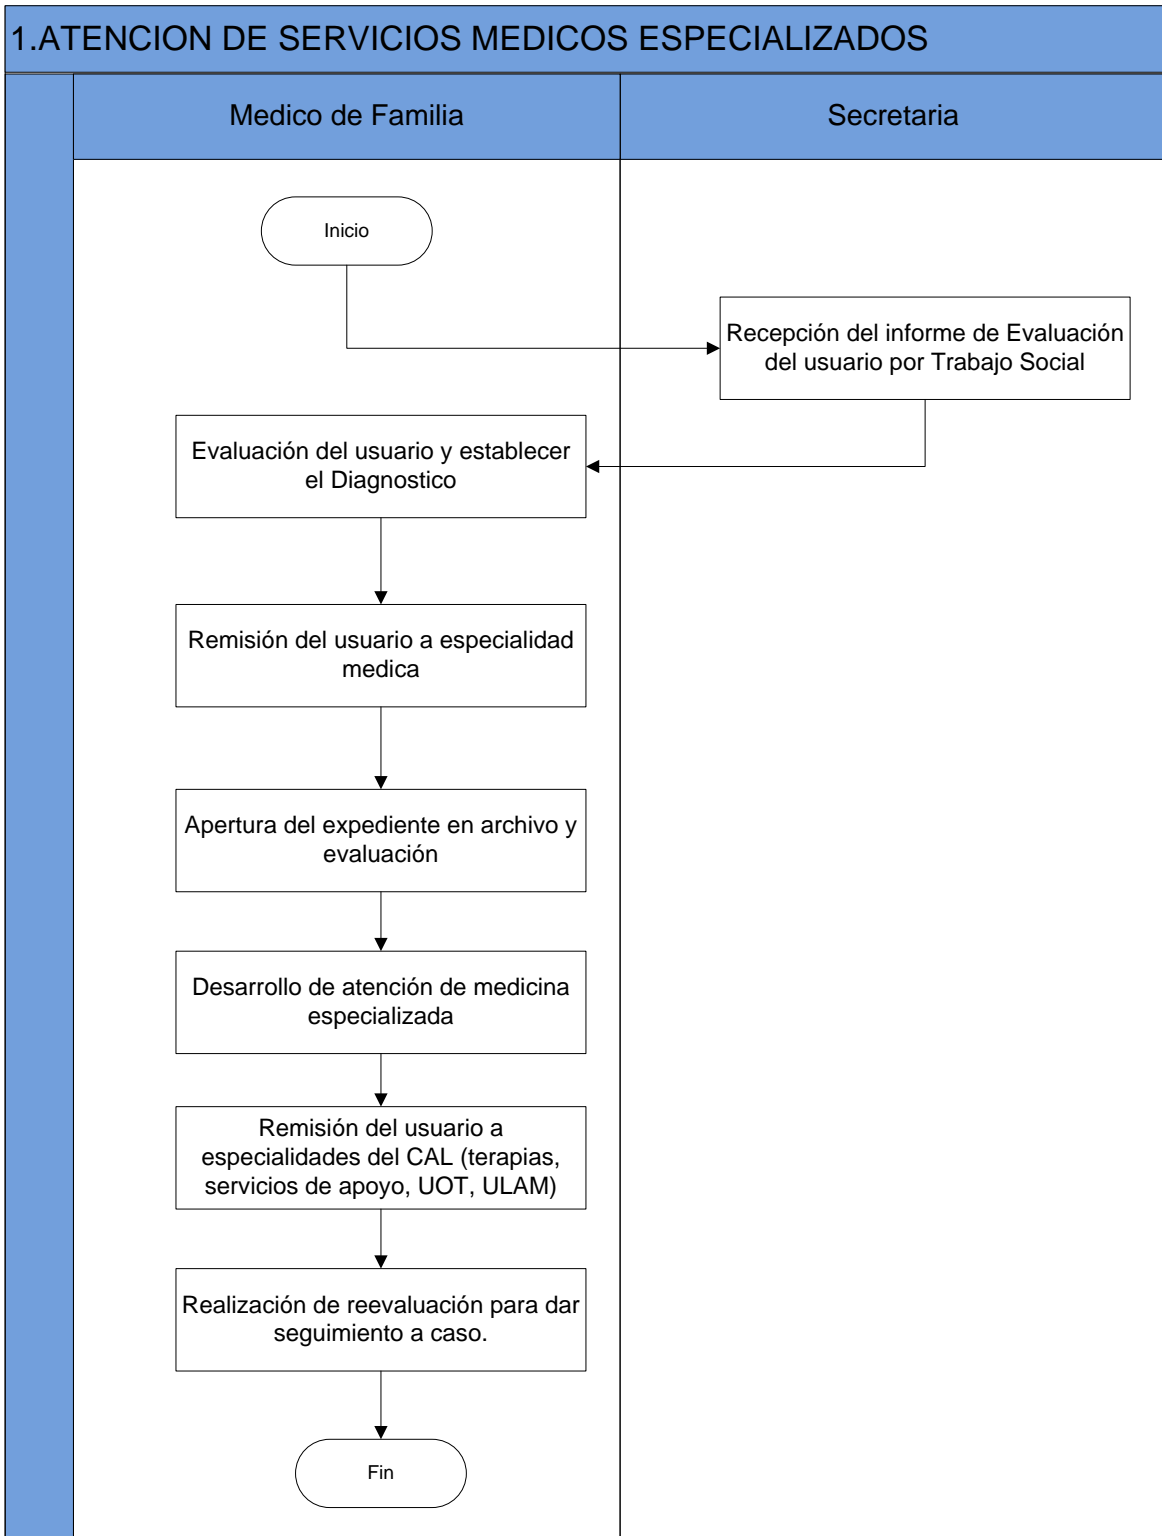 1.ATENCION DE SERVICIOS MEDICOS ESPECIALIZADOS
Medico de Familia
Secretaria
Inicio
Recepción del informe de Evaluación
del usuario por Trabajo Social
Evaluación del usuario y establecer
el Diagnostico
Remisión del usuario a especialidad
medica
Apertura del expediente en archivo y
evaluación
Desarrollo de atención de medicina
especializada
Remisión del usuario a
especialidades del CAL (terapias,
servicios de apoyo, UOT, ULAM)
Realización de reevaluación para dar
seguimiento a caso.
Fin